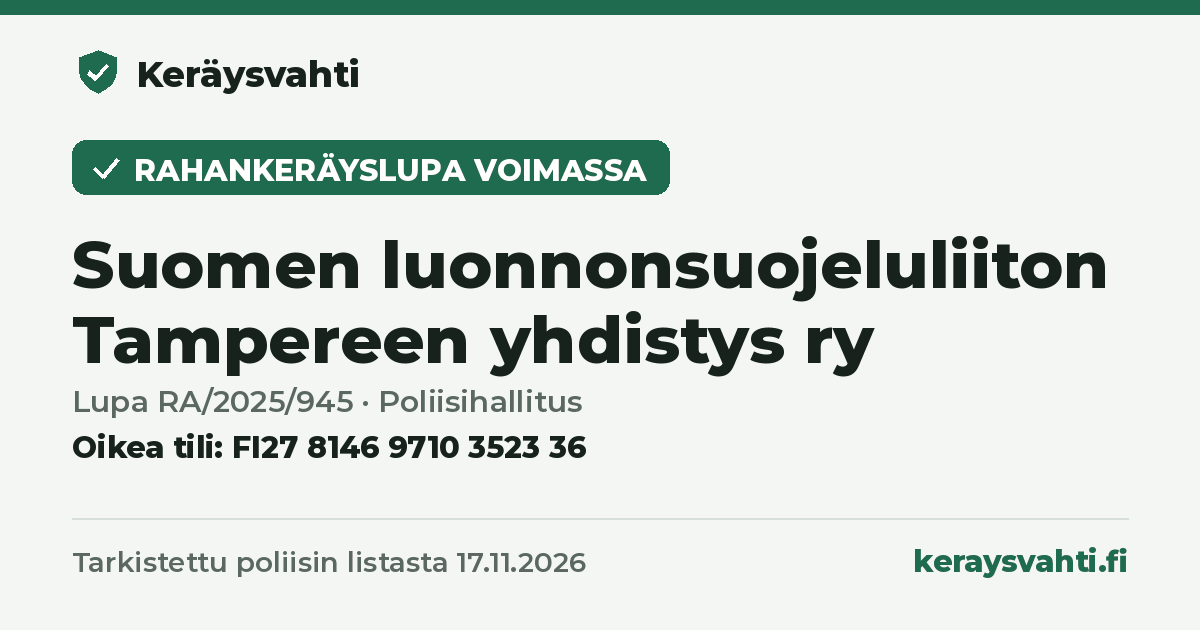 Keräysvahti
RAHANKERÄYSLUPA VOIMASSA
Suomen luonnonsuojeluliiton
Tampereen yhdistys ry
Lupa RA/2025/945 · Poliisihallitus
Oikea tili: FI27 8146 9710 3523 36
Tarkistettu poliisin listasta 17.11.2026
keraysvahti.fi